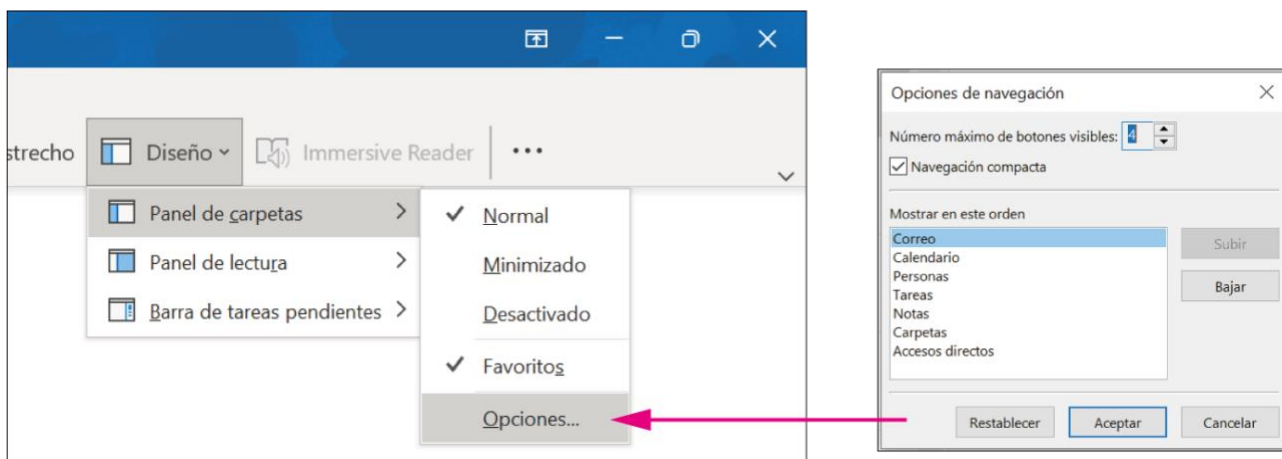 strecho Diseño Immersive Reader ...
Panel de carpetas
Panel de lectura
Barra de tareas pendientes
Normal
Minimizado
Desactivado
Favoritos
Opciones...
Opciones de navegación
Número máximo de botones visibles: 4
Navegación compacta
Mostrar en este orden
Correo
Calendario
Personas
Tareas
Notas
Carpetas
Accesos directos
Subir
Bajar
Restablecer Aceptar Cancelar